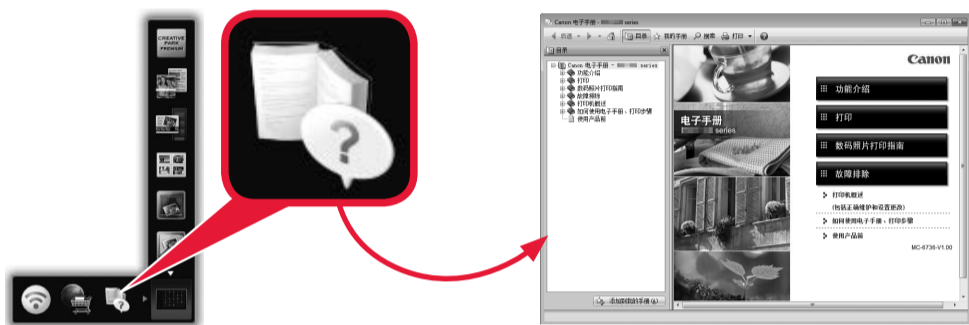 CREATIVE
PARK
PREMIUM
Canon 电子手册 - series
后退
目录
我的手册
搜索
打印
目录
Canon 电子手册 - series
功能介绍
打印
数码照片打印指南
故障排除
打印机概述
如何使用电子手册、打印步骤
使用产品前
添加到我的手册(A)
电子手册
series
Canon
功能介绍
打印
数码照片打印指南
故障排除
打印机概述
(包括正确维护和设置更改)
如何使用电子手册、打印步骤
使用产品前
MC-6736-V1.00